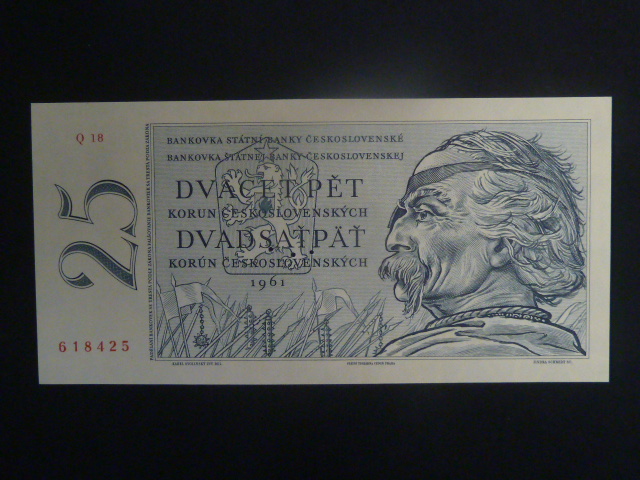 Q 18
BANKOVKA STÁTNÍ BANKY ČESKOSLOVENSKÉ
BANKOVKA ŠTÁTNEJ BANKY ČESKOSLOVENSKEJ
DVACET PĚT
KORUN ČESKOSLOVENSKÝCH
DVADSAŤPÄŤ
KORÚN ČESKOSLOVENSKÝCH
1961
25
618425